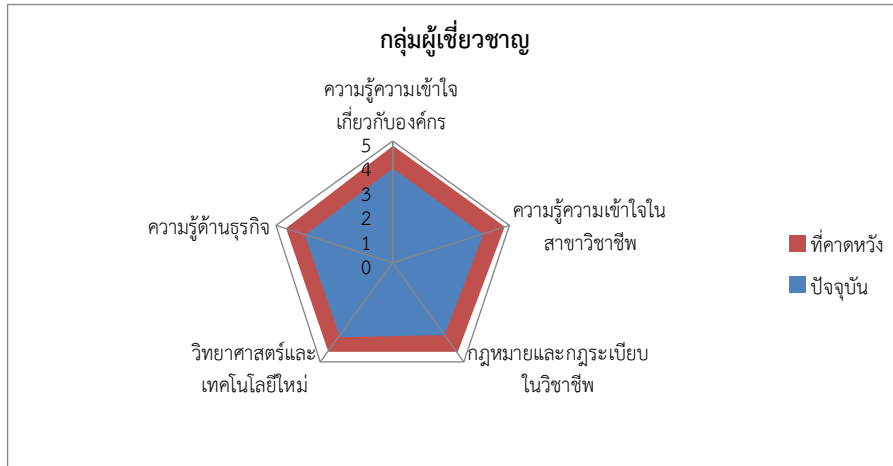 กลุ่มผู้เชี่ยวชาญ
ความรู้ความเข้าใจ
เกี่ยวกับองค์กร
5
4
3
2
1
0
ความรู้ความเข้าใจใน
สาขาวิชาชีพ
ความรู้ด้านธุรกิจ
ที่คาดหวัง
ปัจจุบัน
วิทยาศาสตร์และ
เทคโนโลยีใหม่
กฎหมายและกฎระเบียบ
ในวิชาชีพ